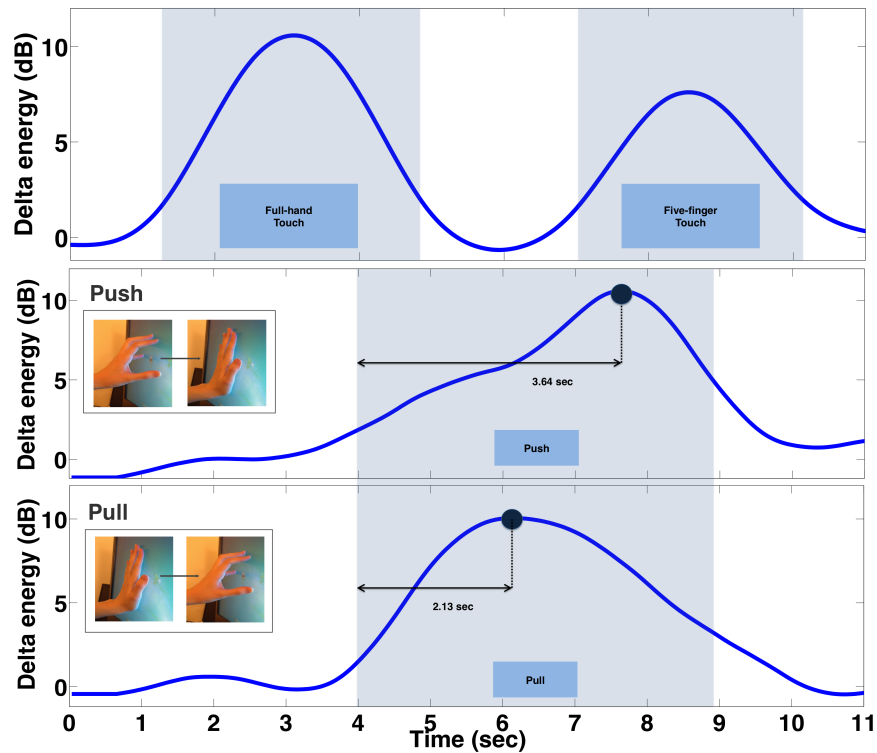 Delta energy (dB)
10
5
0
Full-hand
Touch
Five-finger
Touch
Delta energy (dB)
10
5
0
Push
3.64 sec
Push
Delta energy (dB)
10
5
0
Pull
2.13 sec
Pull
0 1 2 3 4 5 6 7 8 9 10 11
Time (sec)